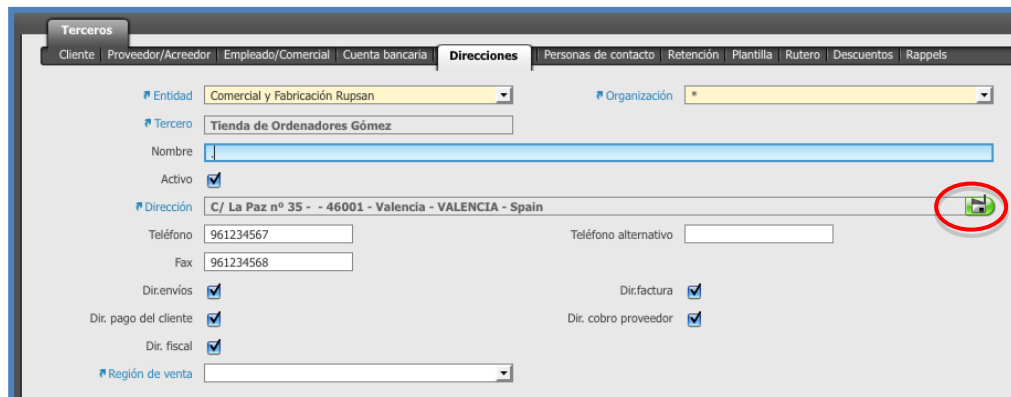 Terceros
Cliente Proveedor/Acreedor Empleado/Comercial Cuenta bancaria Direcciones Personas de contacto Retención Plantilla Rutero Descuentos Rappels
Entidad Comercial y Fabricación Rupsan Organización *
Tercero Tienda de Ordenadores Gómez
Nombre .
Activo
Dirección C/ La Paz nº 35 - - 46001 - Valencia - VALENCIA - Spain
Teléfono 961234567 Teléfono alternativo
Fax 961234568
Dir.envíos Dir.factura
Dir. pago del cliente Dir. cobro proveedor
Dir. fiscal
Región de venta